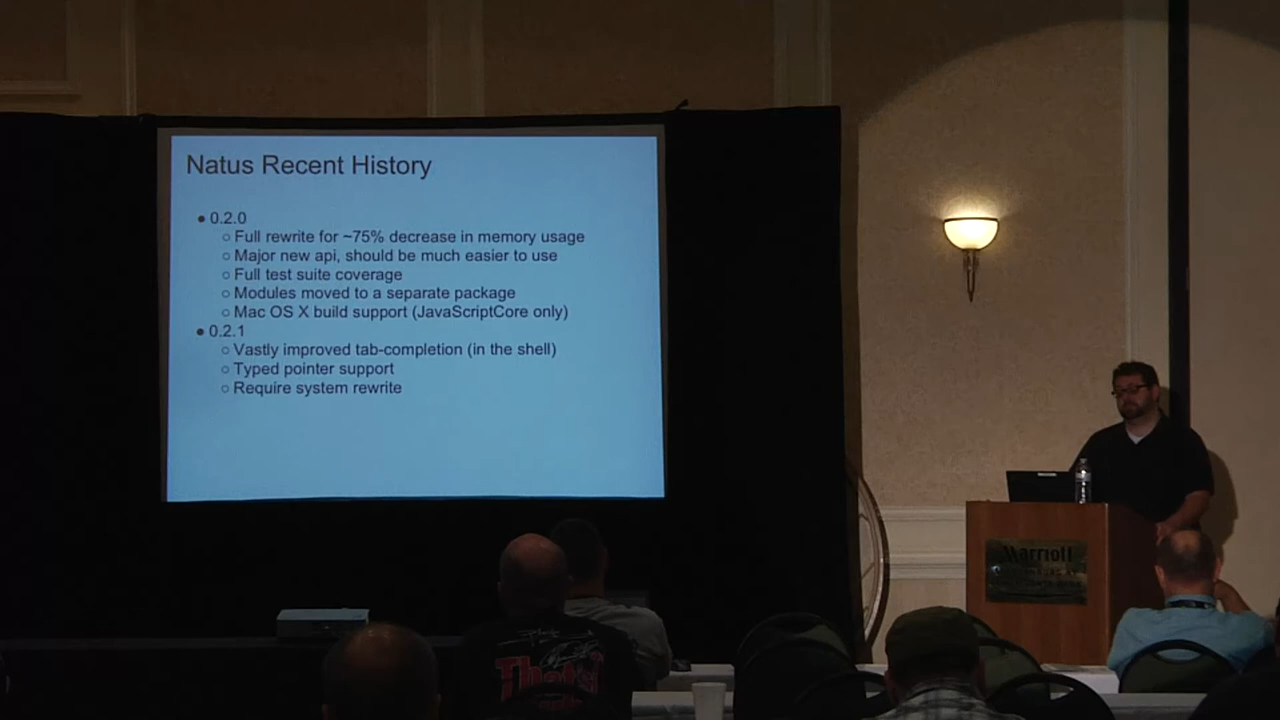 Natus Recent History
● 0.2.0
○ Full rewrite for ~75% decrease in memory usage
○ Major new api, should be much easier to use
○ Full test suite coverage
○ Modules moved to a separate package
○ Mac OS X build support (JavaScriptCore only)
● 0.2.1
○ Vastly improved tab-completion (in the shell)
○ Typed pointer support
○ Require system rewrite
Marriott
That's